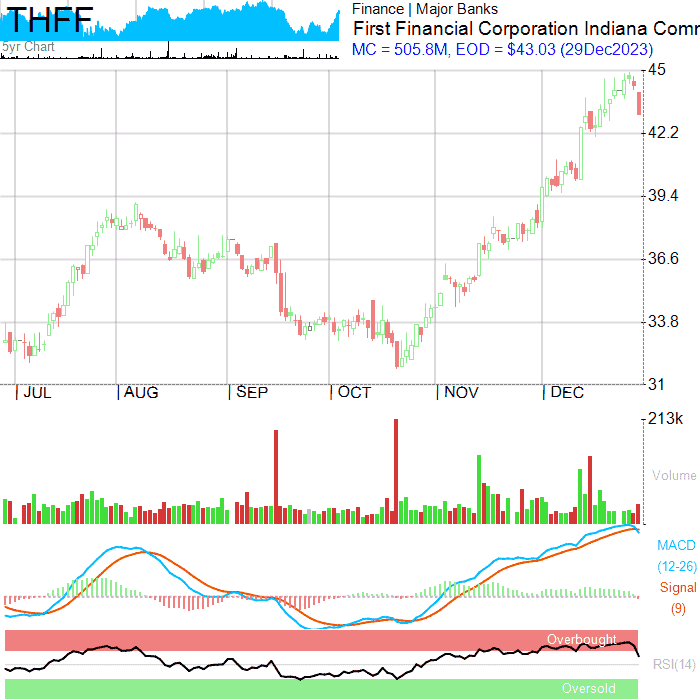 THFF
5yr Chart
Finance | Major Banks
First Financial Corporation Indiana Comm
MC = 505.8M, EOD = $43.03 (29Dec2023)
45
42.2
39.4
36.6
33.8
31
JUL AUG SEP OCT NOV DEC
213k
Volume
MACD
(12-26)
Signal
(9)
Overbought
RSI(14)
Oversold